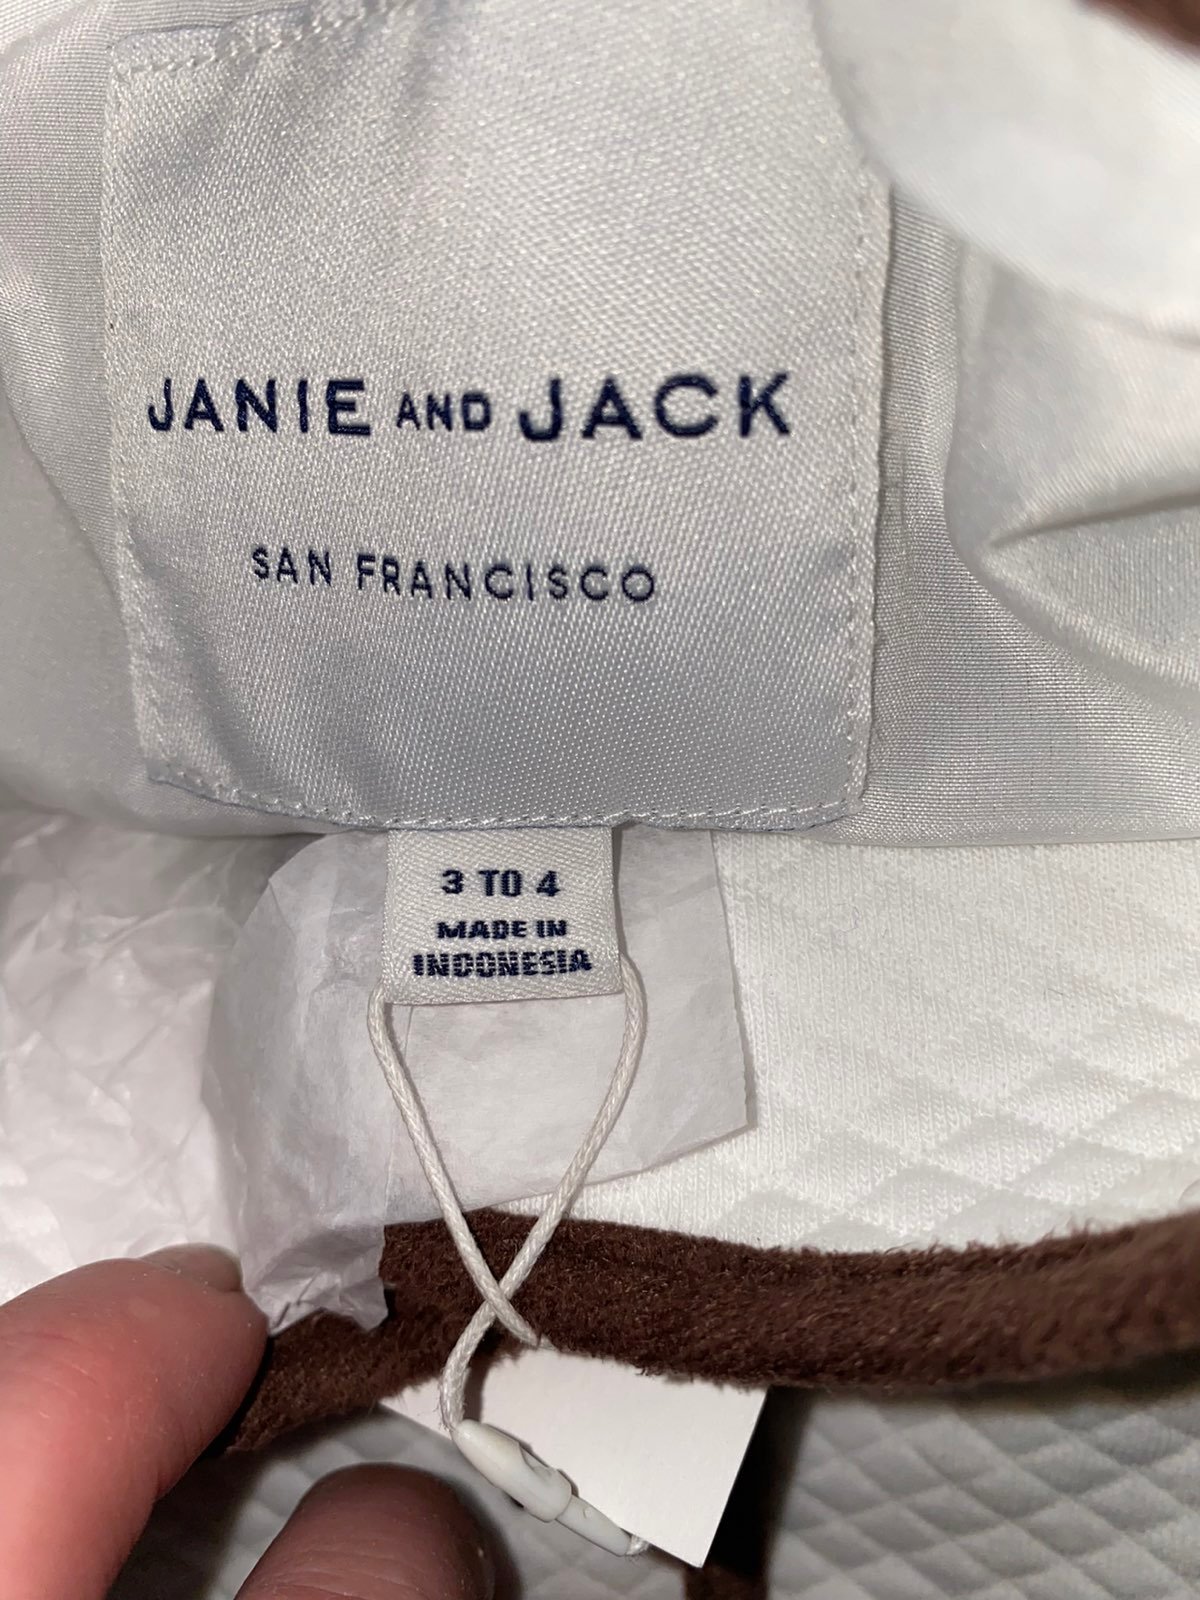 JANIE AND JACK
SAN FRANCISCO
3 TO 4
MADE IN
INDONESIA